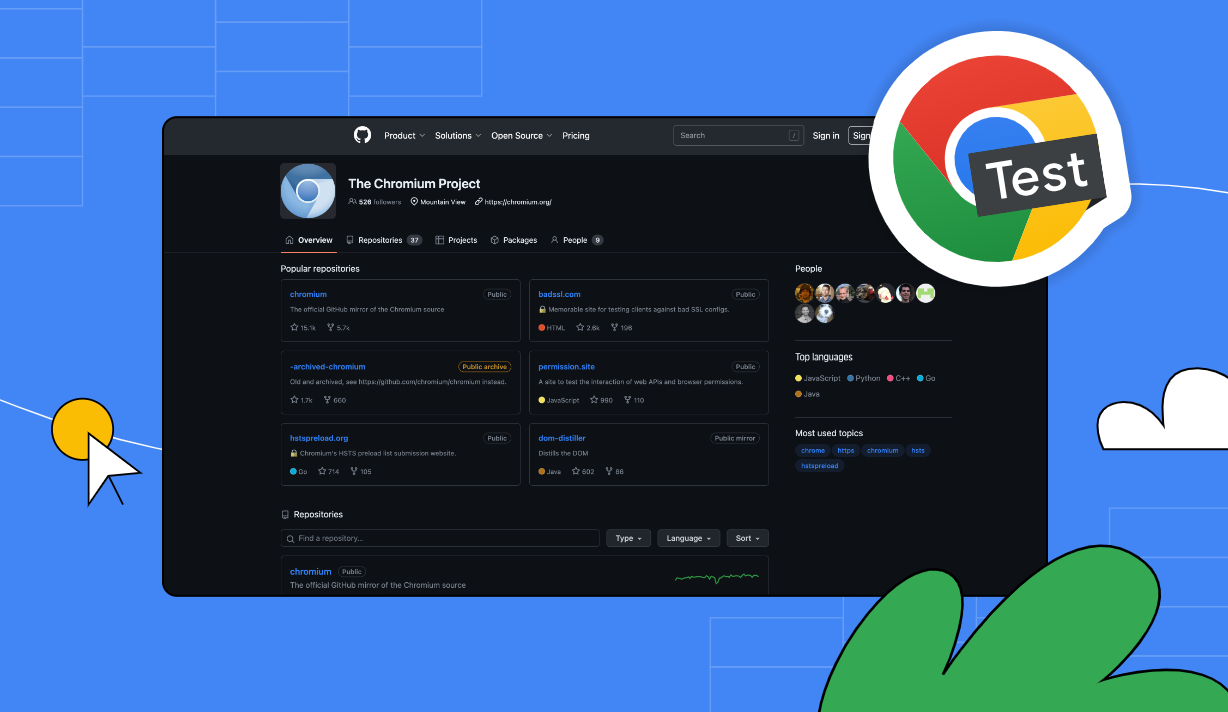 Product Solutions Open Source Pricing Search / Sign in Sign
Test
The Chromium Project
526 followers Mountain View https://chromium.org/
Overview Repositories 37 Projects Packages People 9
Popular repositories
chromium Public
The official GitHub mirror of the Chromium source
15.1k 5.7k
badssl.com Public
Memorable site for testing clients against bad SSL configs.
HTML 2.6k 196
-archived-chromium Public archive
Old and archived, see https://github.com/chromium/chromium instead.
1.7k 660
permission.site Public
A site to test the interaction of web APIs and browser permissions.
JavaScript 990 110
hstspreload.org Public
Chromium's HSTS preload list submission website.
Go 714 105
dom-distiller Public mirror
Distills the DOM
Java 602 86
People
Top languages
JavaScript Python C++ Go
Java
Most used topics
chrome https chromium hsts
hstspreload
Repositories
Find a repository... Type Language Sort
chromium Public
The official GitHub mirror of the Chromium source